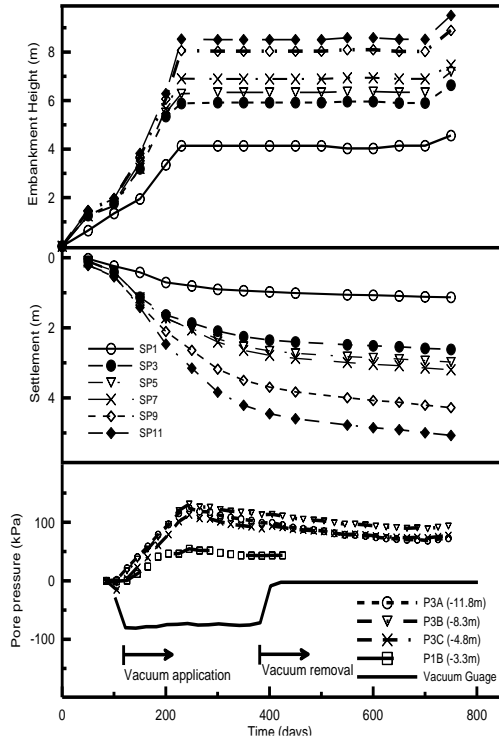 Embankment Height (m)
8
6
4
2
Settlement (m)
0
2
4
SP1
SP3
SP5
SP7
SP9
SP11
Pore pressure (kPa)
100
0
-100
P3A (-11.8m)
P3B (-8.3m)
P3C (-4.8m)
P1B (-3.3m)
Vacuum Guage
Vacuum application
Vacuum removal
0 200 400 600 800
Time (days)